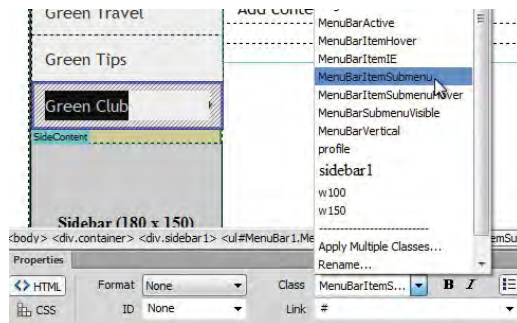 Green Travel
Add Conte
Green Tips
Green Club
SideContent
Sidebar (180 x 150)
MenuBarActive
MenuBarItemHover
MenuBarItemIE
MenuBarItemSubmenu
MenuBarItemSubmenuHover
MenuBarSubmenuVisible
MenuBarVertical
profile
sidebar1
w100
w150
Apply Multiple Classes...
Rename...
<body> <div.container> <div.sidebar1> <ul#MenuBar1.Me emSu
Properties
<> HTML Format None Class MenuBarItemS... B I
CSS ID None Link #